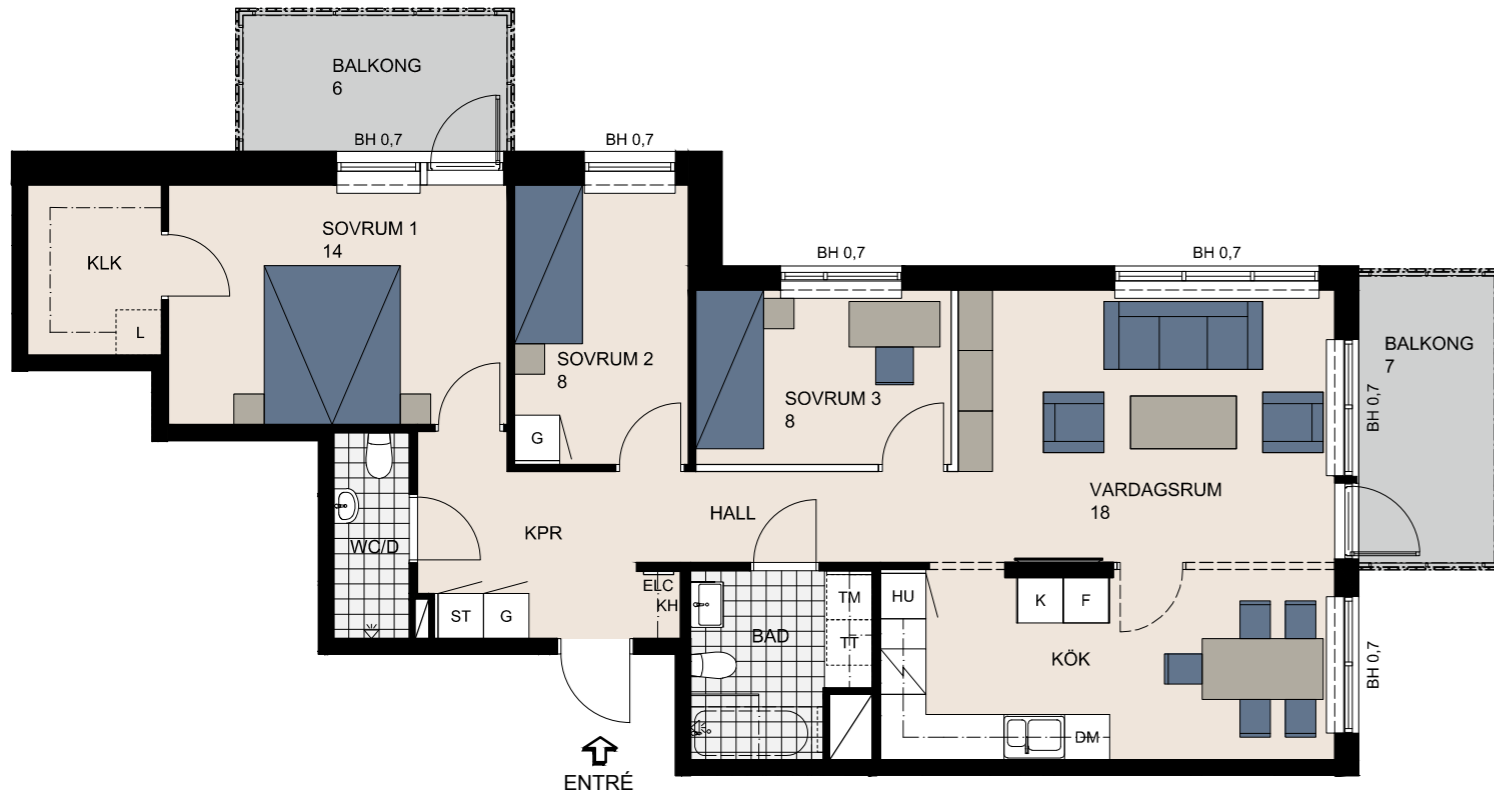 BALKONG
6
BH 0,7
BH 0,7
SOVRUM 1
14
KLK
L
BH 0,7
BH 0,7
SOVRUM 2
8
G
SOVRUM 3
8
BALKONG
7
BH 0,7
VARDAGSRUM
18
HALL
KPR
WC/D
ELC
KH
ST
G
BAD
TM
TT
HU
K
F
KÖK
DM
BH 0,7
ENTRÉ